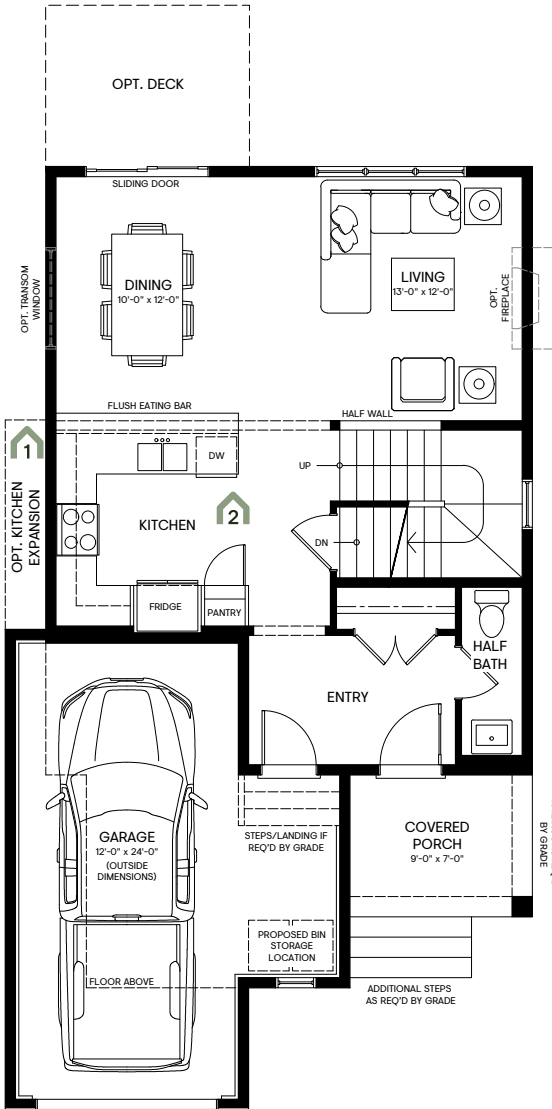 OPT. DECK
SLIDING DOOR
OPT. TRANSOM
WINDOW
DINING
10'-0" x 12'-0"
LIVING
13'-0" x 12'-0"
OPT.
FIREPLACE
FLUSH EATING BAR
HALF WALL
1
OPT. KITCHEN
EXPANSION
DW
UP
KITCHEN
2
DN
FRIDGE
PANTRY
HALF
BATH
ENTRY
GARAGE
12'-0" x 24'-0"
(OUTSIDE
DIMENSIONS)
STEPS/LANDING IF
REQ'D BY GRADE
COVERED
PORCH
9'-0" x 7'-0"
BY GRADE
PROPOSED BIN
STORAGE
LOCATION
FLOOR ABOVE
ADDITIONAL STEPS
AS REQ'D BY GRADE